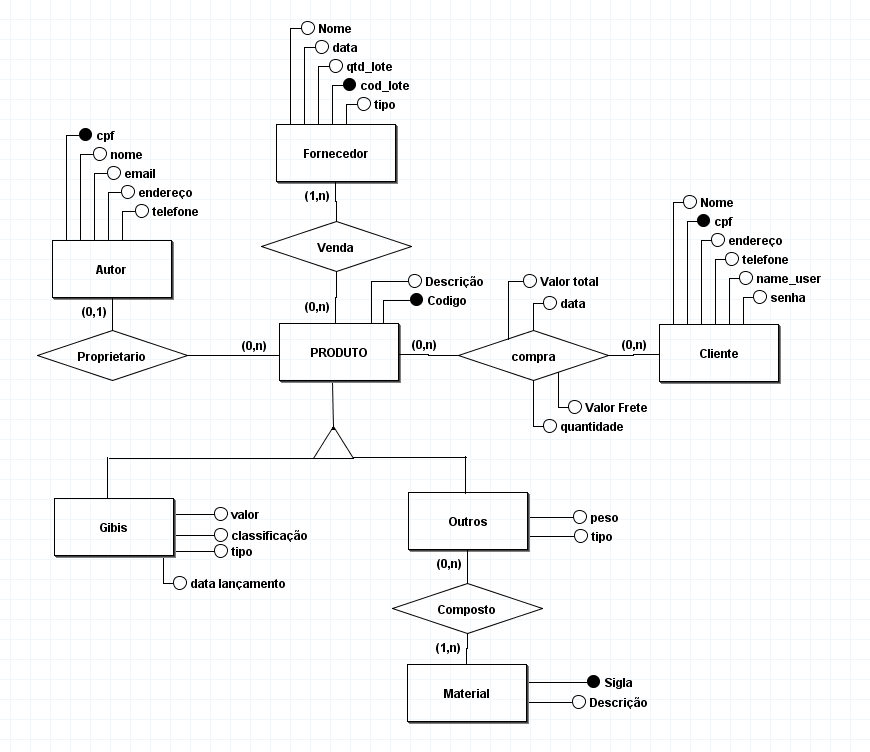 Nome
data
qtd_lote
cod_lote
tipo
Fornecedor
(1,n)
Venda
(0,n)
cpf
nome
email
endereço
telefone
Autor
(0,1)
Proprietario
(0,n)
Descrição
Codigo
PRODUTO
(0,n)
Valor total
data
compra
Valor Frete
quantidade
(0,n)
Nome
cpf
endereço
telefone
name_user
senha
Cliente
Gibis
valor
classificação
tipo
data lançamento
Outros
peso
tipo
(0,n)
Composto
(1,n)
Material
Sigla
Descrição